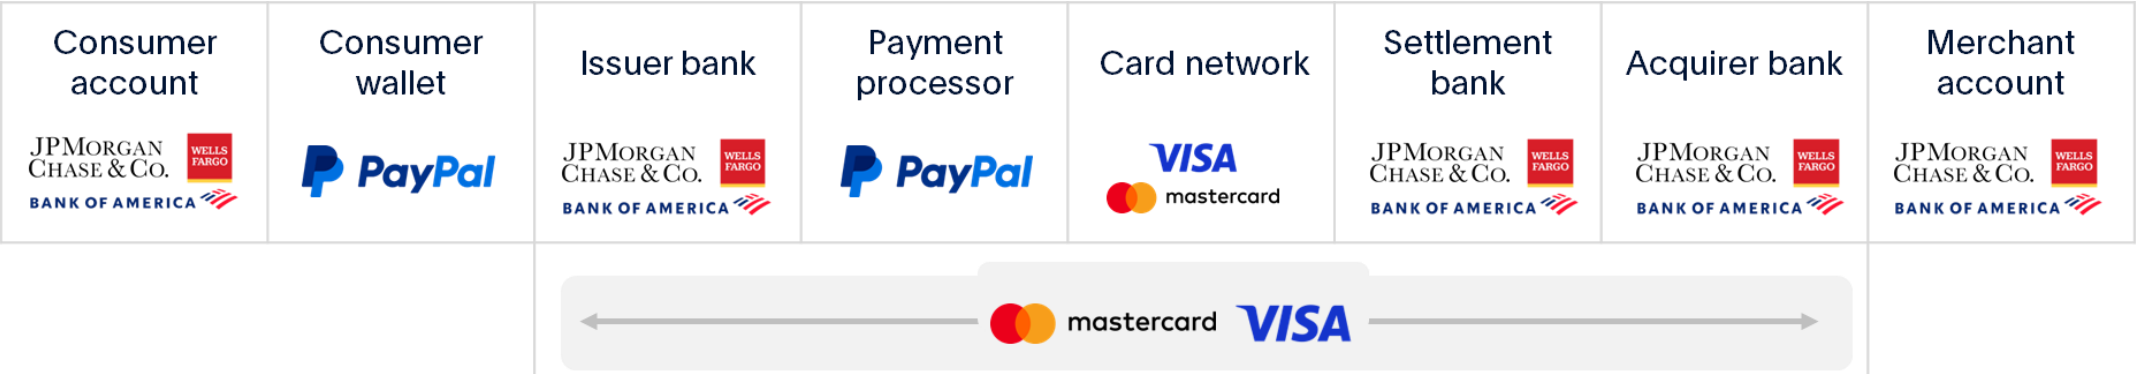 Consumer
account
JPMORGAN
CHASE & CO.
WELLS
FARGO
BANK OF AMERICA
Consumer
wallet
PayPal
Issuer bank
JPMORGAN
CHASE & CO.
WELLS
FARGO
BANK OF AMERICA
Payment
processor
PayPal
Card network
VISA
mastercard
Settlement
bank
JPMORGAN
CHASE & CO.
WELLS
FARGO
BANK OF AMERICA
Acquirer bank
JPMORGAN
CHASE & CO.
WELLS
FARGO
BANK OF AMERICA
Merchant
account
JPMORGAN
CHASE & CO.
WELLS
FARGO
BANK OF AMERICA
mastercard VISA